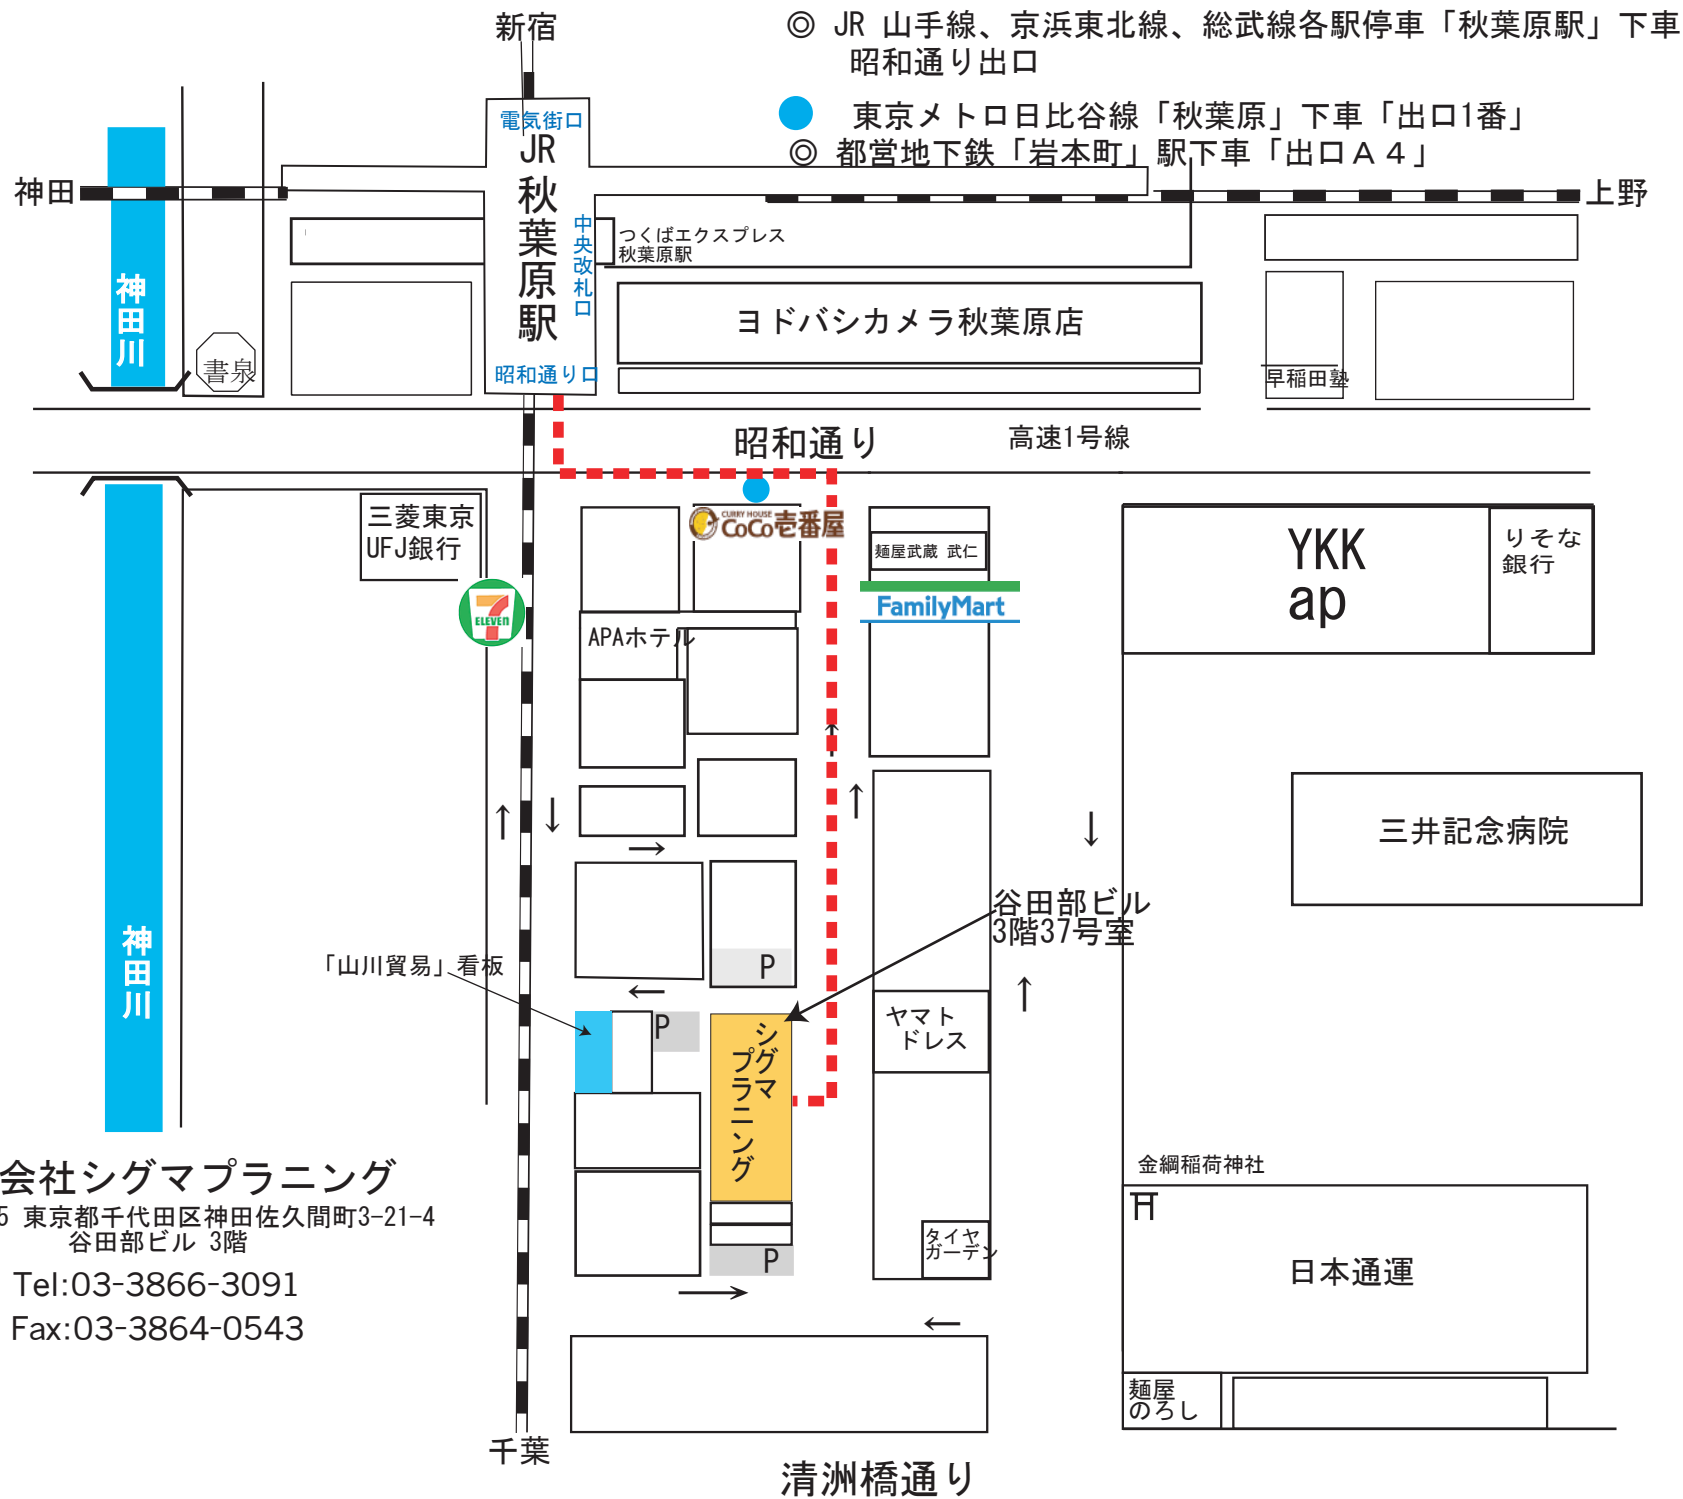 ◎ JR 山手線、京浜東北線、総武線各駅停車「秋葉原駅」下車
昭和通り出口
東京メトロ日比谷線「秋葉原」下車「出口1番」
◎ 都営地下鉄「岩本町」駅下車「出口A4」
新宿
電気街口
JR
秋葉原駅
中央改札口
昭和通り口
神田
上野
神田川
書泉
つくばエクスプレス
秋葉原駅
ヨドバシカメラ秋葉原店
早稲田塾
昭和通り
高速1号線
三菱東京
UFJ銀行
7
ELEVEN
CURRY HOUSE
CoCo壱番屋
麺屋武蔵 武仁
FamilyMart
APAホテル
YKK
ap
りそな
銀行
三井記念病院
谷田部ビル
3階37号室
神田川
「山川貿易」看板
P
P
シグマ
プラニング
ヤマト
ドレス
P
タイヤ
ガーデン
金綱稲荷神社
日本通運
麺屋
のろし
会社シグマプラニング
5 東京都千代田区神田佐久間町3-21-4
谷田部ビル 3階
Tel:03-3866-3091
Fax:03-3864-0543
千葉
清洲橋通り